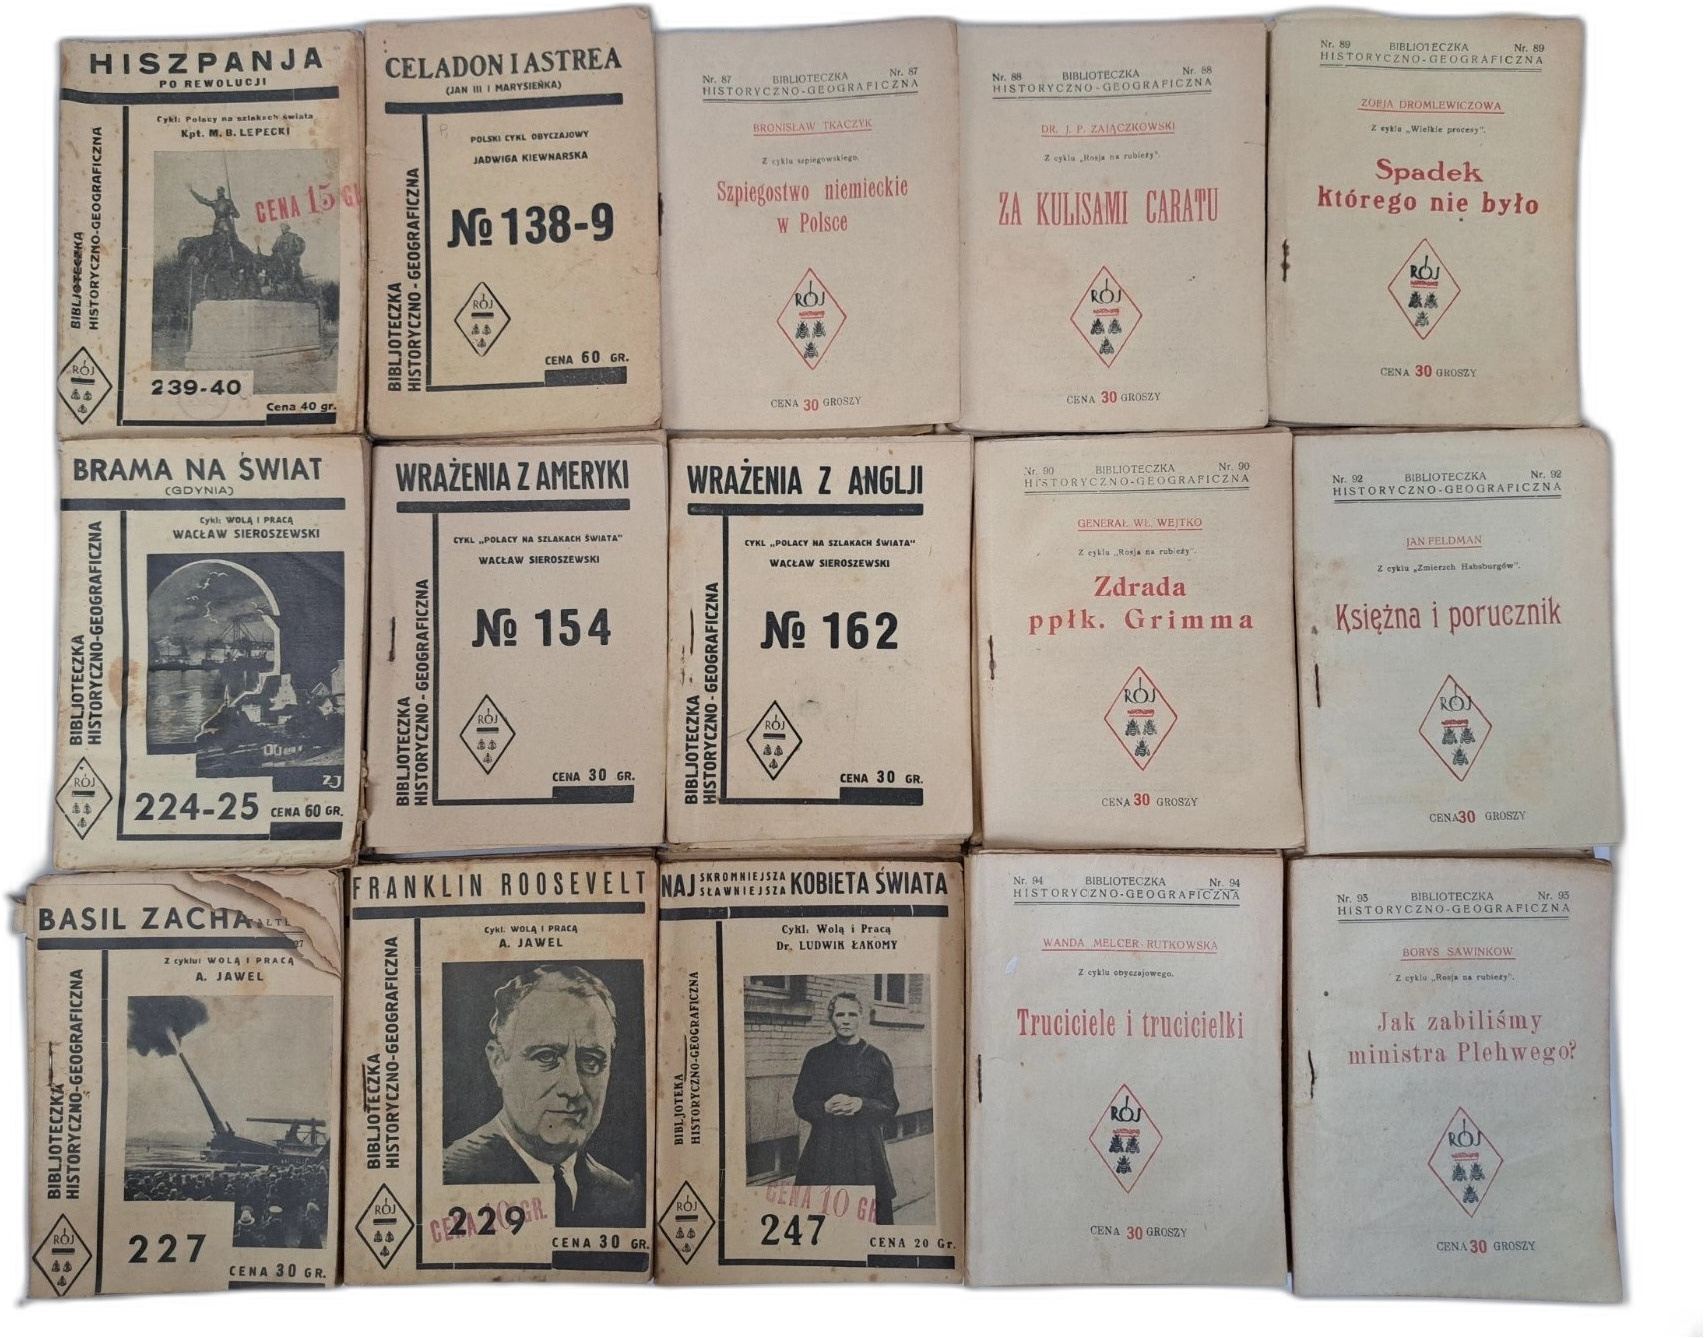 HISZPANJA
PO REWOLUCJI
Cykl: Polacy na szlakach świata
Kpt. M. B. LEPECKI
CENA 15 GR
BIBLJOTECZKA
HISTORYCZNO-GEOGRAFICZNA
RÓJ
239-40
Cena 40 gr.
CELADON I ASTREA
(JAN III I MARYSIEŃKA)
POLSKI CYKL OBYCZAJOWY
JADWIGA KIEWNARSKA
№ 138-9
BIBLJOTECZKA
HISTORYCZNO-GEOGRAFICZNA
RÓJ
CENA 60 GR.
Nr. 87 BIBLIOTECZKA Nr. 87
HISTORYCZNO-GEOGRAFICZNA
BRONISŁAW TKACZYK
Z cyklu szpiegowskiego.
Szpiegostwo niemieckie
w Polsce
RÓJ
CENA 30 GROSZY
Nr. 88 BIBLIOTECZKA Nr. 88
HISTORYCZNO-GEOGRAFICZNA
DR. J. P. ZAJĄCZKOWSKI
Z cyklu „Rosja na rubieży".
ZA KULISAMI CARATU
RÓJ
CENA 30 GROSZY
Nr. 89 BIBLIOTECZKA Nr. 89
HISTORYCZNO-GEOGRAFICZNA
ZOFJA DROMLEWICZOWA
Z cyklu „Wielkie procesy".
Spadek
Którego nie było
RÓJ
CENA 30 GROSZY
BRAMA NA ŚWIAT
(GDYNIA)
Cykl: WOLĄ I PRACĄ
WACŁAW SIEROSZEWSKI
BIBLJOTECZKA
HISTORYCZNO-GEOGRAFICZNA
ZJ
RÓJ
224-25
CENA 60 GR.
WRAŻENIA Z AMERYKI
CYKL „POLACY NA SZLAKACH ŚWIATA"
WACŁAW SIEROSZEWSKI
№ 154
BIBLJOTECZKA
HISTORYCZNO-GEOGRAFICZNA
RÓJ
CENA 30 GR.
WRAŻENIA Z ANGLJI
CYKL „POLACY NA SZLAKACH ŚWIATA"
WACŁAW SIEROSZEWSKI
№ 162
BIBLJOTECZKA
HISTORYCZNO-GEOGRAFICZNA
RÓJ
CENA 30 GR.
Nr. 90 BIBLIOTECZKA Nr. 90
HISTORYCZNO-GEOGRAFICZNA
GENERAŁ WŁ. WEJTKO
Z cyklu „Rosja na rubieży".
Zdrada
ppłk. Grimma
RÓJ
CENA 30 GROSZY
Nr. 92 BIBLIOTECZKA Nr. 92
HISTORYCZNO-GEOGRAFICZNA
JAN FELDMAN
Z cyklu „Zmierzch Habsburgów".
Księżna i porucznik
RÓJ
CENA 30 GROSZY
BASIL ZACHA
Z cyklu: WOLĄ I PRACĄ
A. JAWEL
BIBLJOTECZKA
HISTORYCZNO-GEOGRAFICZNA
RÓJ
227
CENA 30 GR.
FRANKLIN ROOSEVELT
Cykl. WOLĄ I PRACĄ
A. JAWEL
BIBLJOTECZKA
HISTORYCZNO-GEOGRAFICZNA
RÓJ
CENA 10 GR.
229
CENA 30 GR.
NAJSKROMNIEJSZA
SŁAWNIEJSZA KOBIETA ŚWIATA
Cykl. Wolą i Pracą
Dr. LUDWIK ŁAKOMY
BIBLJOTEKA
HISTORYCZNO-GEOGRAFICZNA
RÓJ
CENA 10 GR
247
CENA 20 Gr.
Nr. 94 BIBLIOTECZKA Nr. 94
HISTORYCZNO-GEOGRAFICZNA
WANDA MELCER-RUTKOWSKA
Z cyklu obyczajowego.
Truciciele i trucicielki
RÓJ
CENA 30 GROSZY
Nr. 95 BIBLIOTECZKA Nr. 95
HISTORYCZNO-GEOGRAFICZNA
BORYS SAWINKOW
Z cyklu „Rosja na rubieży".
Jak zabiliśmy
ministra Plehwego?
RÓJ
CENA 30 GROSZY